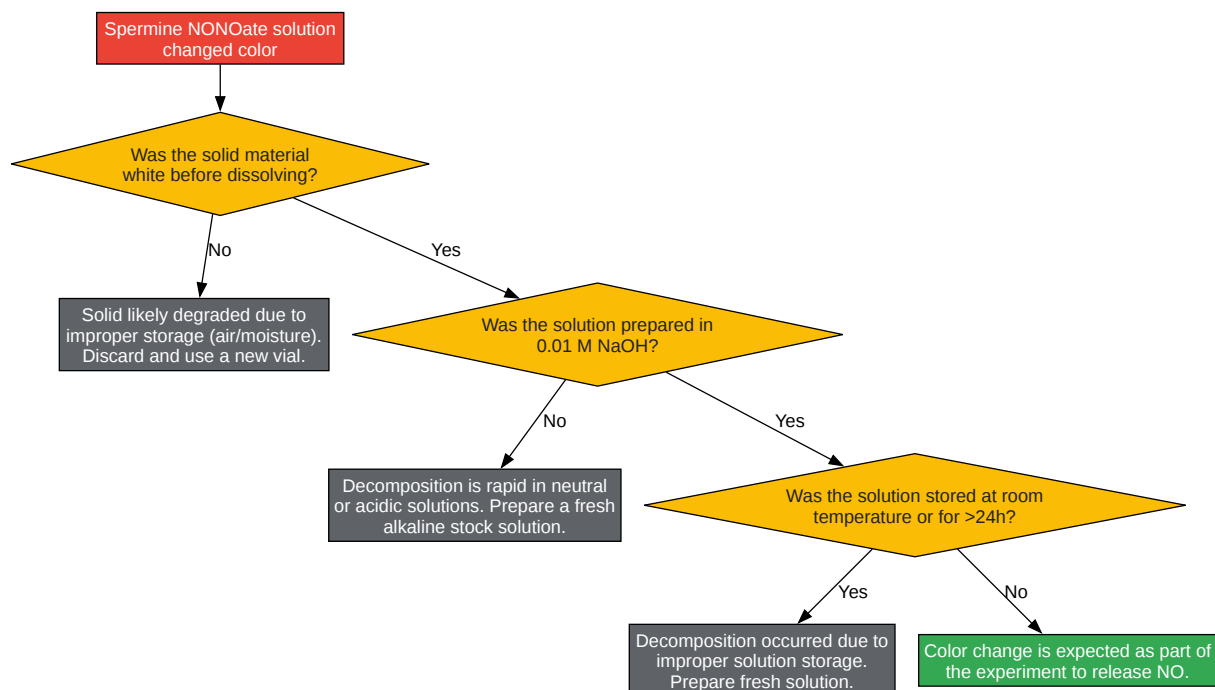 Spermine NONOate solution
changed color
Was the solid material
white before dissolving?
No
Yes
Solid likely degraded due to
improper storage (air/moisture).
Discard and use a new vial.
Was the solution prepared in
0.01 M NaOH?
No
Yes
Decomposition is rapid in neutral
or acidic solutions. Prepare a fresh
alkaline stock solution.
Was the solution stored at room
temperature or for >24h?
Yes
No
Decomposition occurred due to
improper solution storage.
Prepare fresh solution.
Color change is expected as part of
the experiment to release NO.